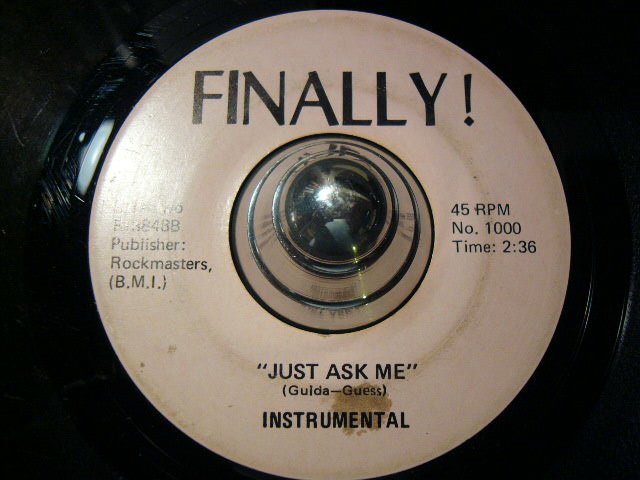 FINALLY!
Publisher:
Rockmasters,
(B.M.I.)
45 RPM
No. 1000
Time: 2:36
"JUST ASK ME"
(Guida—Guess)
INSTRUMENTAL